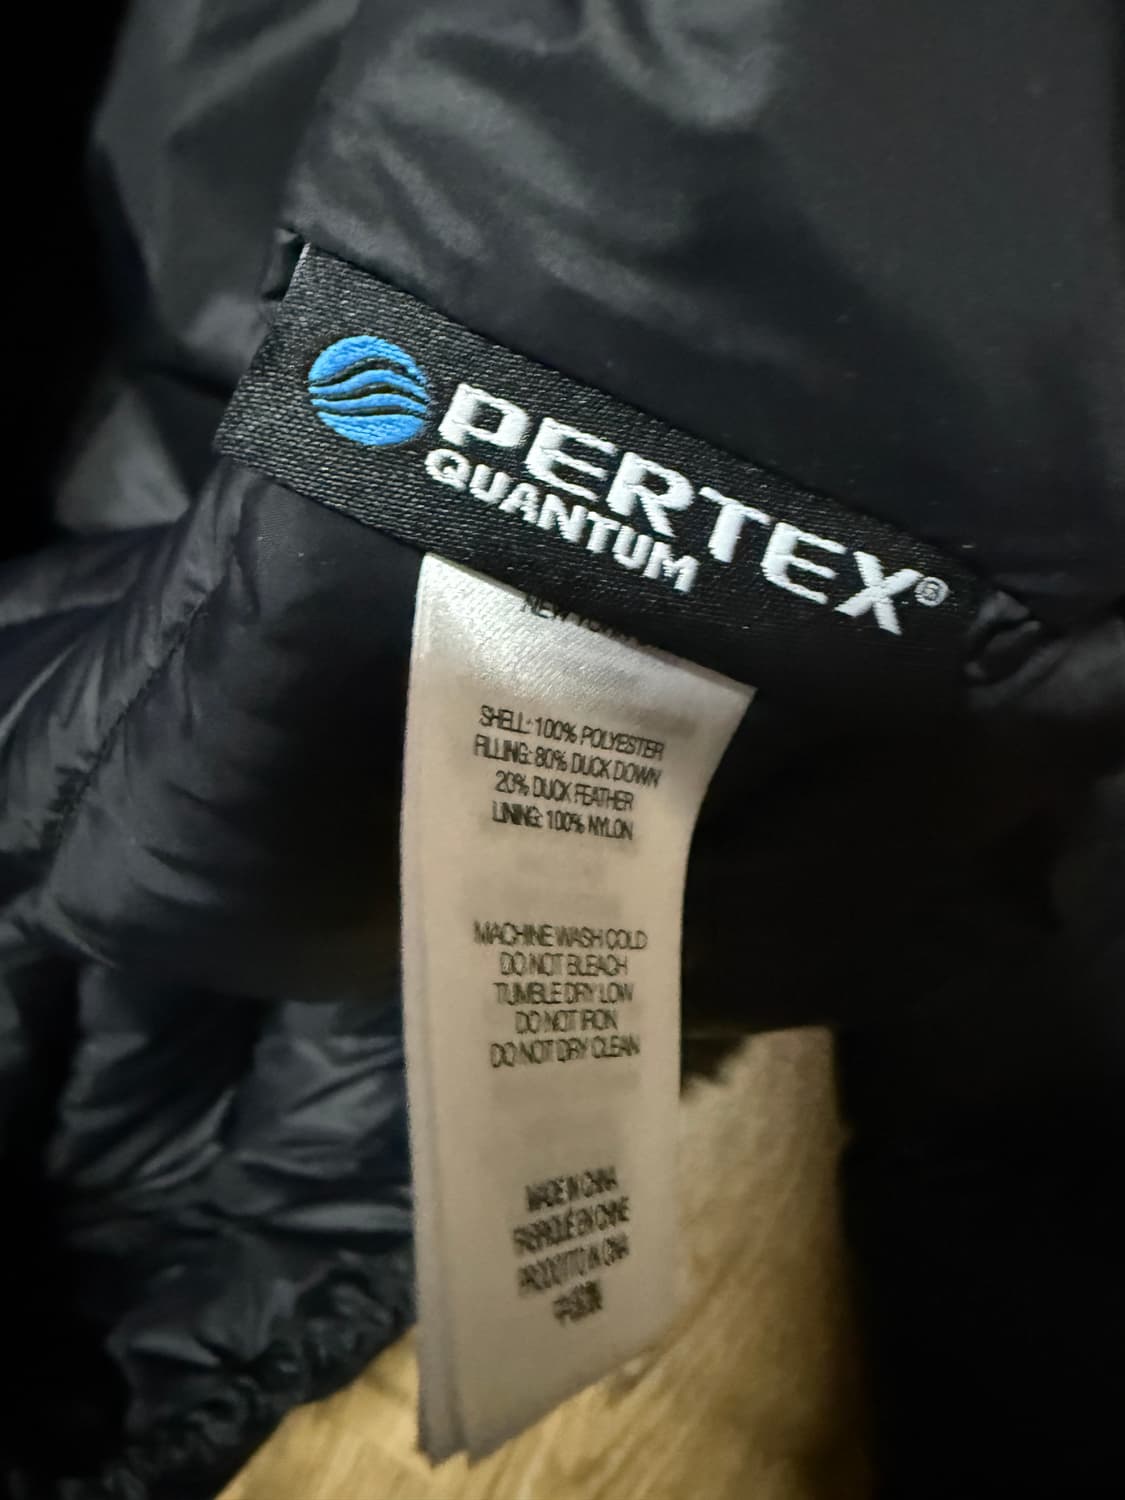 PERTEX®
QUANTUM
NEW YORK
SHELL: 100% POLYESTER
FILLING: 80% DUCK DOWN
20% DUCK FEATHER
LINING: 100% NYLON
MACHINE WASH COLD
DO NOT BLEACH
TUMBLE DRY LOW
DO NOT IRON
DO NOT DRY CLEAN
MADE IN CHINA
FABRIQUÉ EN CHINE
PRODOTTO IN CINA